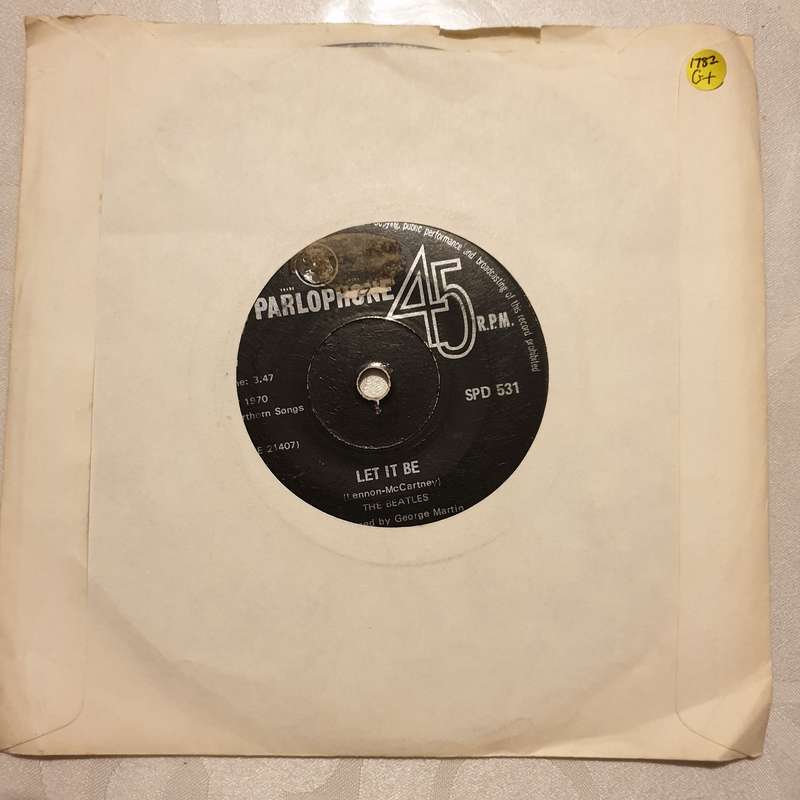 1782
G+
public performance and broadcasting of this record prohibited
PARLOPHONE
45
R.P.M.
3.47
1970
SPD 531
Songs
21407)
LET IT BE
(Lennon-McCartney)
THE BEATLES
by George Martin